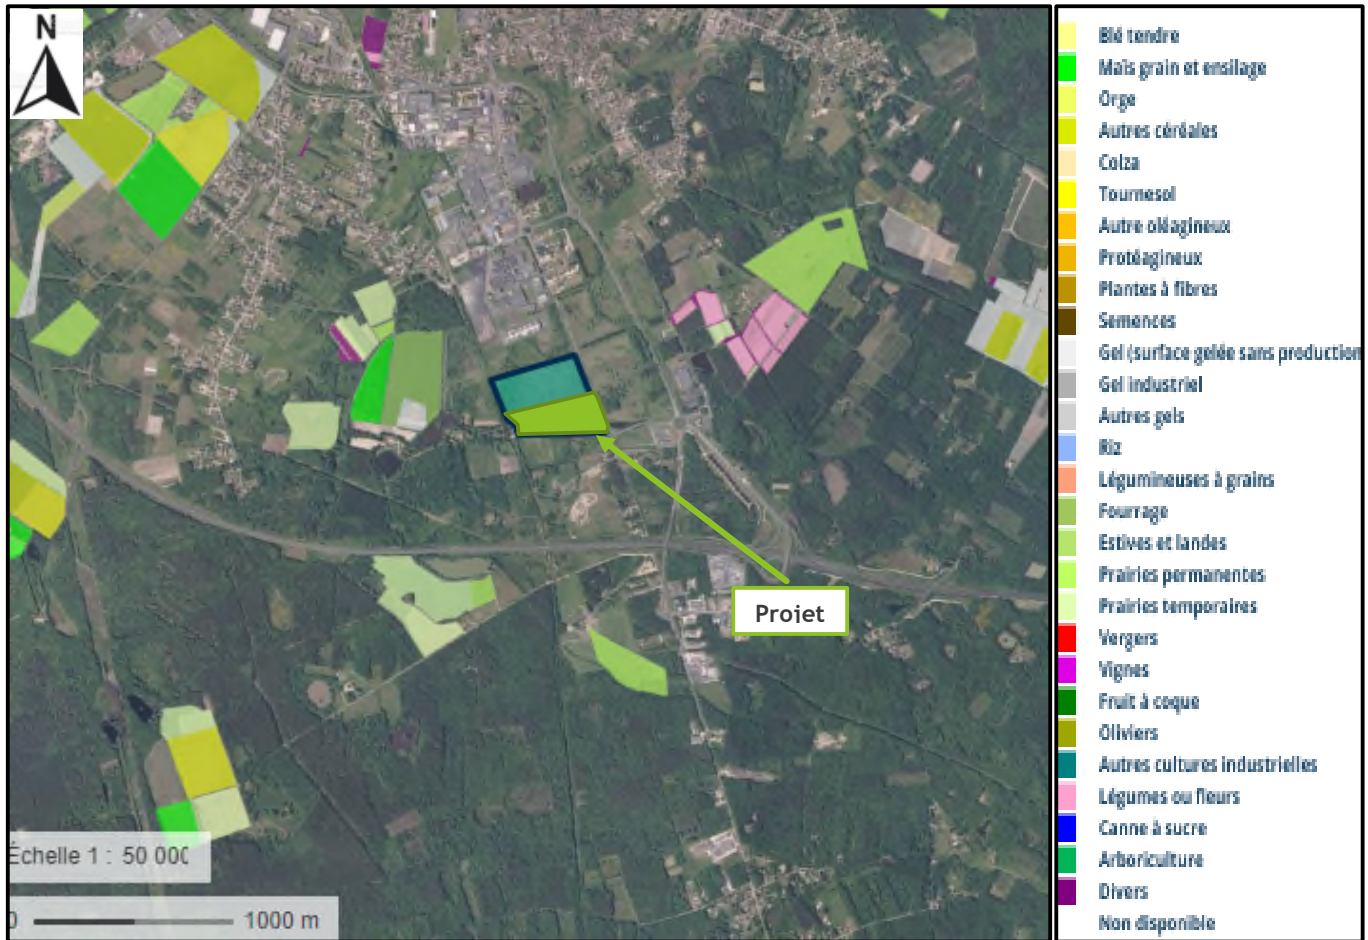 N
Projet
Échelle 1 : 50 000
0
1000 m
Blé tendre
Maïs grain et ensilage
Orge
Autres céréales
Colza
Tournesol
Autre oléagineux
Protéagineux
Plantes à fibres
Semences
Gel (surface gelée sans production
Gel industriel
Autres gels
Riz
Légumineuses à grains
Fourrage
Estives et landes
Prairies permanentes
Prairies temporaires
Vergers
Vignes
Fruit à coque
Oliviers
Autres cultures industrielles
Légumes ou fleurs
Canne à sucre
Arboriculture
Divers
Non disponible